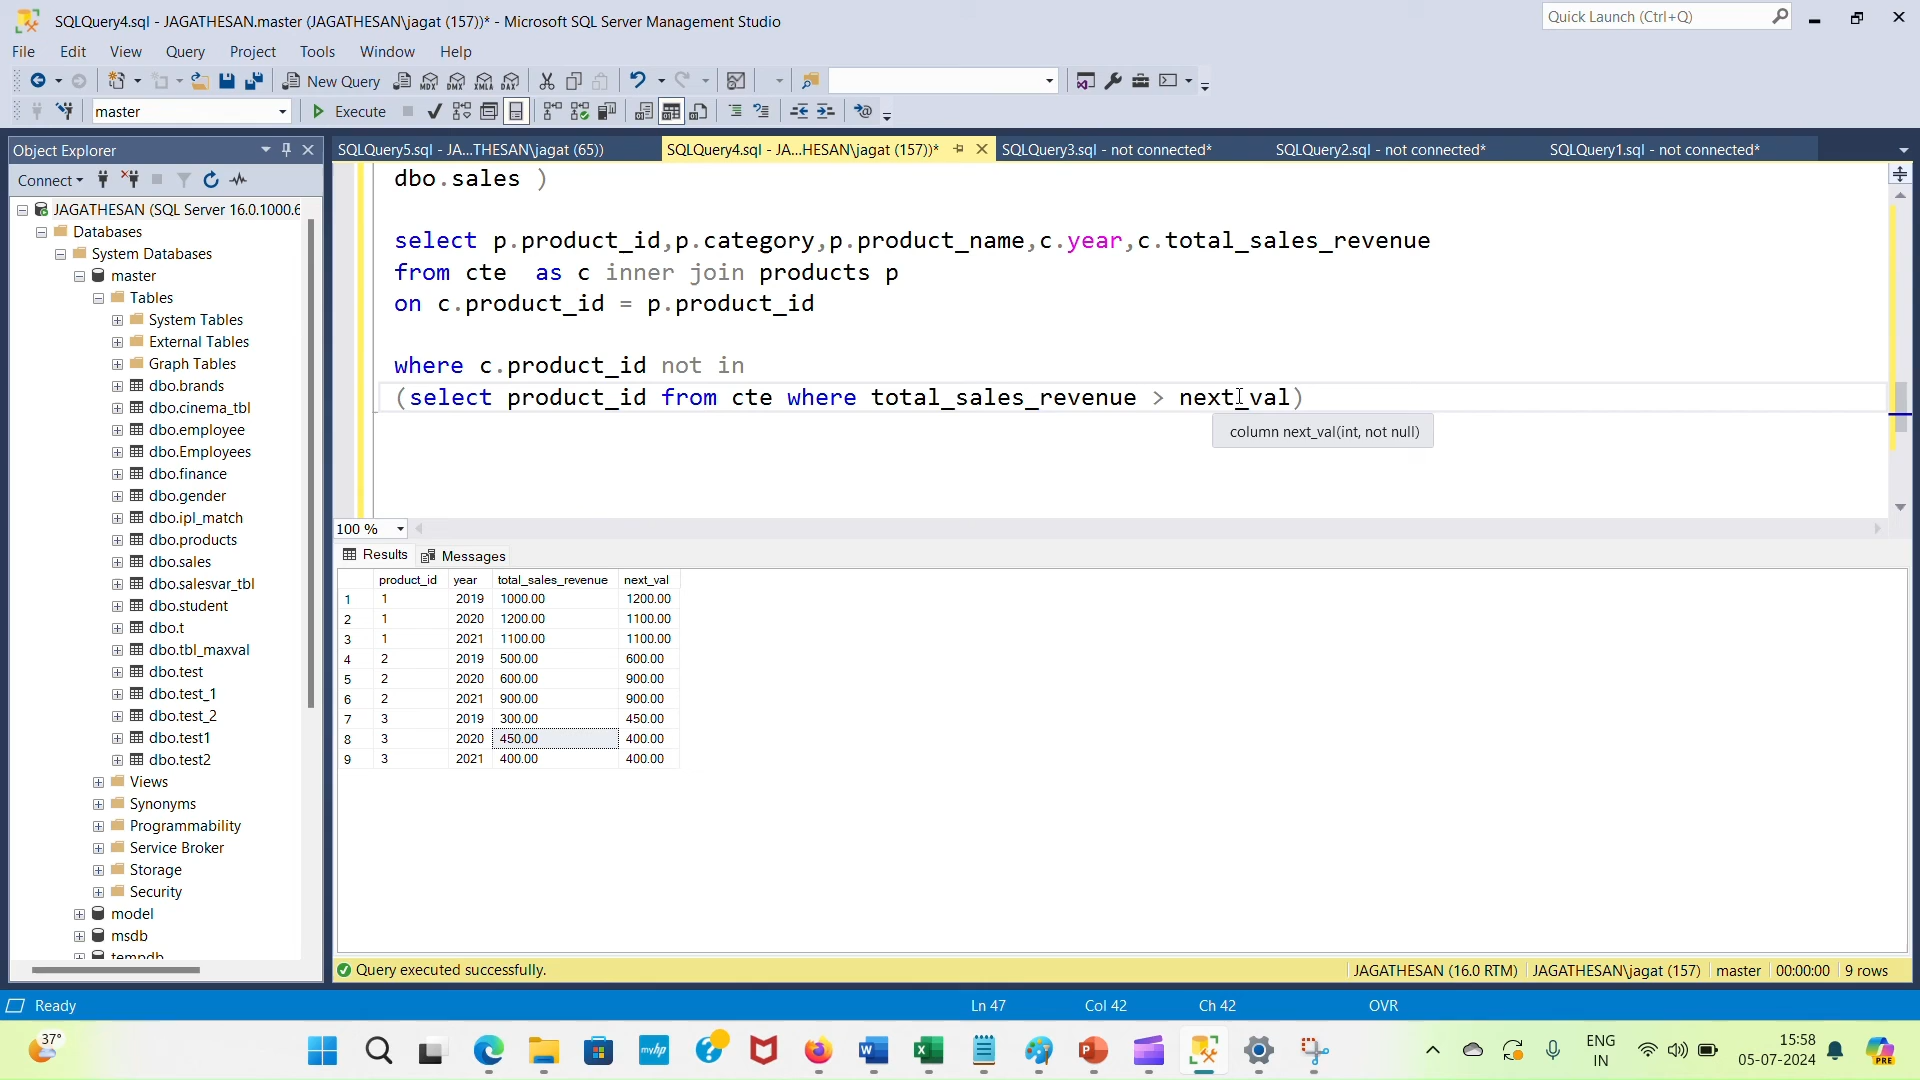 SQLQuery4.sql - JAGATHESAN.master (JAGATHESAN\jagat (157))* - Microsoft SQL Server Management Studio
Quick Launch (Ctrl+Q)
File Edit View Query Project Tools Window Help
New Query
MDX DMX XMLA DAX
master
Execute
Object Explorer
SQLQuery5.sql - JA...THESAN\jagat (65))
SQLQuery4.sql - JA...HESAN\jagat (157))*
SQLQuery3.sql - not connected*
SQLQuery2.sql - not connected*
SQLQuery1.sql - not connected*
Connect
JAGATHESAN (SQL Server 16.0.1000.6
Databases
System Databases
master
Tables
System Tables
External Tables
Graph Tables
dbo.brands
dbo.cinema_tbl
dbo.employee
dbo.Employees
dbo.finance
dbo.gender
dbo.ipl_match
dbo.products
dbo.sales
dbo.salesvar_tbl
dbo.student
dbo.t
dbo.tbl_maxval
dbo.test
dbo.test_1
dbo.test_2
dbo.test1
dbo.test2
Views
Synonyms
Programmability
Service Broker
Storage
Security
model
msdb
tempdb
dbo.sales )
select p.product_id,p.category,p.product_name,c.year,c.total_sales_revenue
from cte  as c inner join products p
on c.product_id = p.product_id
where c.product_id not in
(select product_id from cte where total_sales_revenue > next_val)
column next_val(int, not null)
100 %
Results Messages
product_id year total_sales_revenue next_val
1 1 2019 1000.00 1200.00
2 1 2020 1200.00 1100.00
3 1 2021 1100.00 1100.00
4 2 2019 500.00 600.00
5 2 2020 600.00 900.00
6 2 2021 900.00 900.00
7 3 2019 300.00 450.00
8 3 2020 450.00 400.00
9 3 2021 400.00 400.00
Query executed successfully.
JAGATHESAN (16.0 RTM) JAGATHESAN\jagat (157) master 00:00:00 9 rows
Ready
Ln 47 Col 42 Ch 42 OVR
37°
myhp
ENG
IN
15:58
05-07-2024
PRE